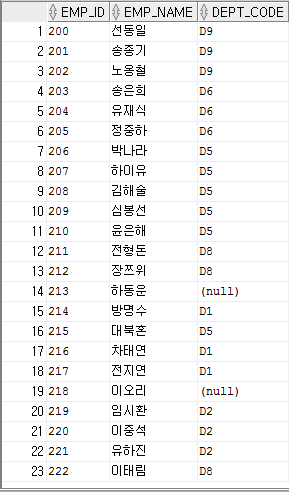 EMP_ID EMP_NAME DEPT_CODE
1 200 선동일 D9
2 201 송종기 D9
3 202 노옹철 D9
4 203 송은희 D6
5 204 유재식 D6
6 205 정중하 D6
7 206 박나라 D5
8 207 하이유 D5
9 208 김해술 D5
10 209 심봉선 D5
11 210 윤은해 D5
12 211 전형돈 D8
13 212 장쯔위 D8
14 213 하동운 (null)
15 214 방명수 D1
16 215 대북혼 D5
17 216 차태연 D1
18 217 전지연 D1
19 218 이오리 (null)
20 219 임시환 D2
21 220 이중석 D2
22 221 유하진 D2
23 222 이태림 D8